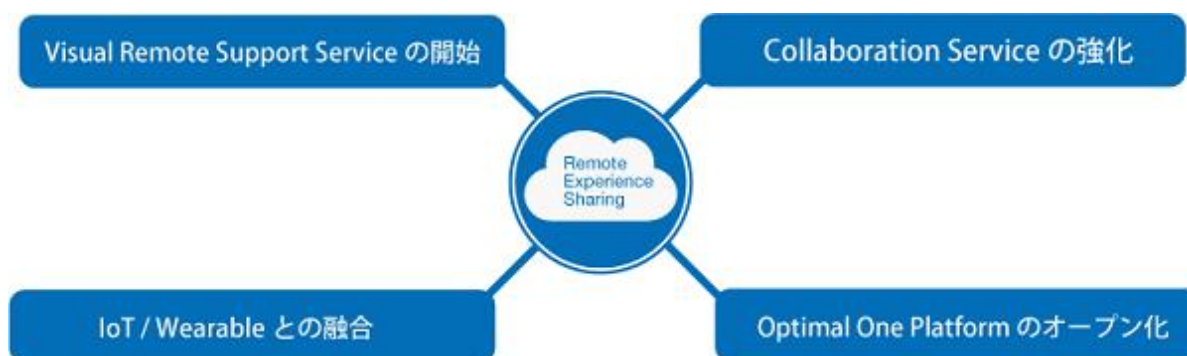 Visual Remote Support Service の開始
Collaboration Service の強化
Remote
Experience
Sharing
IoT / Wearable との融合
Optimal One Platform のオープン化